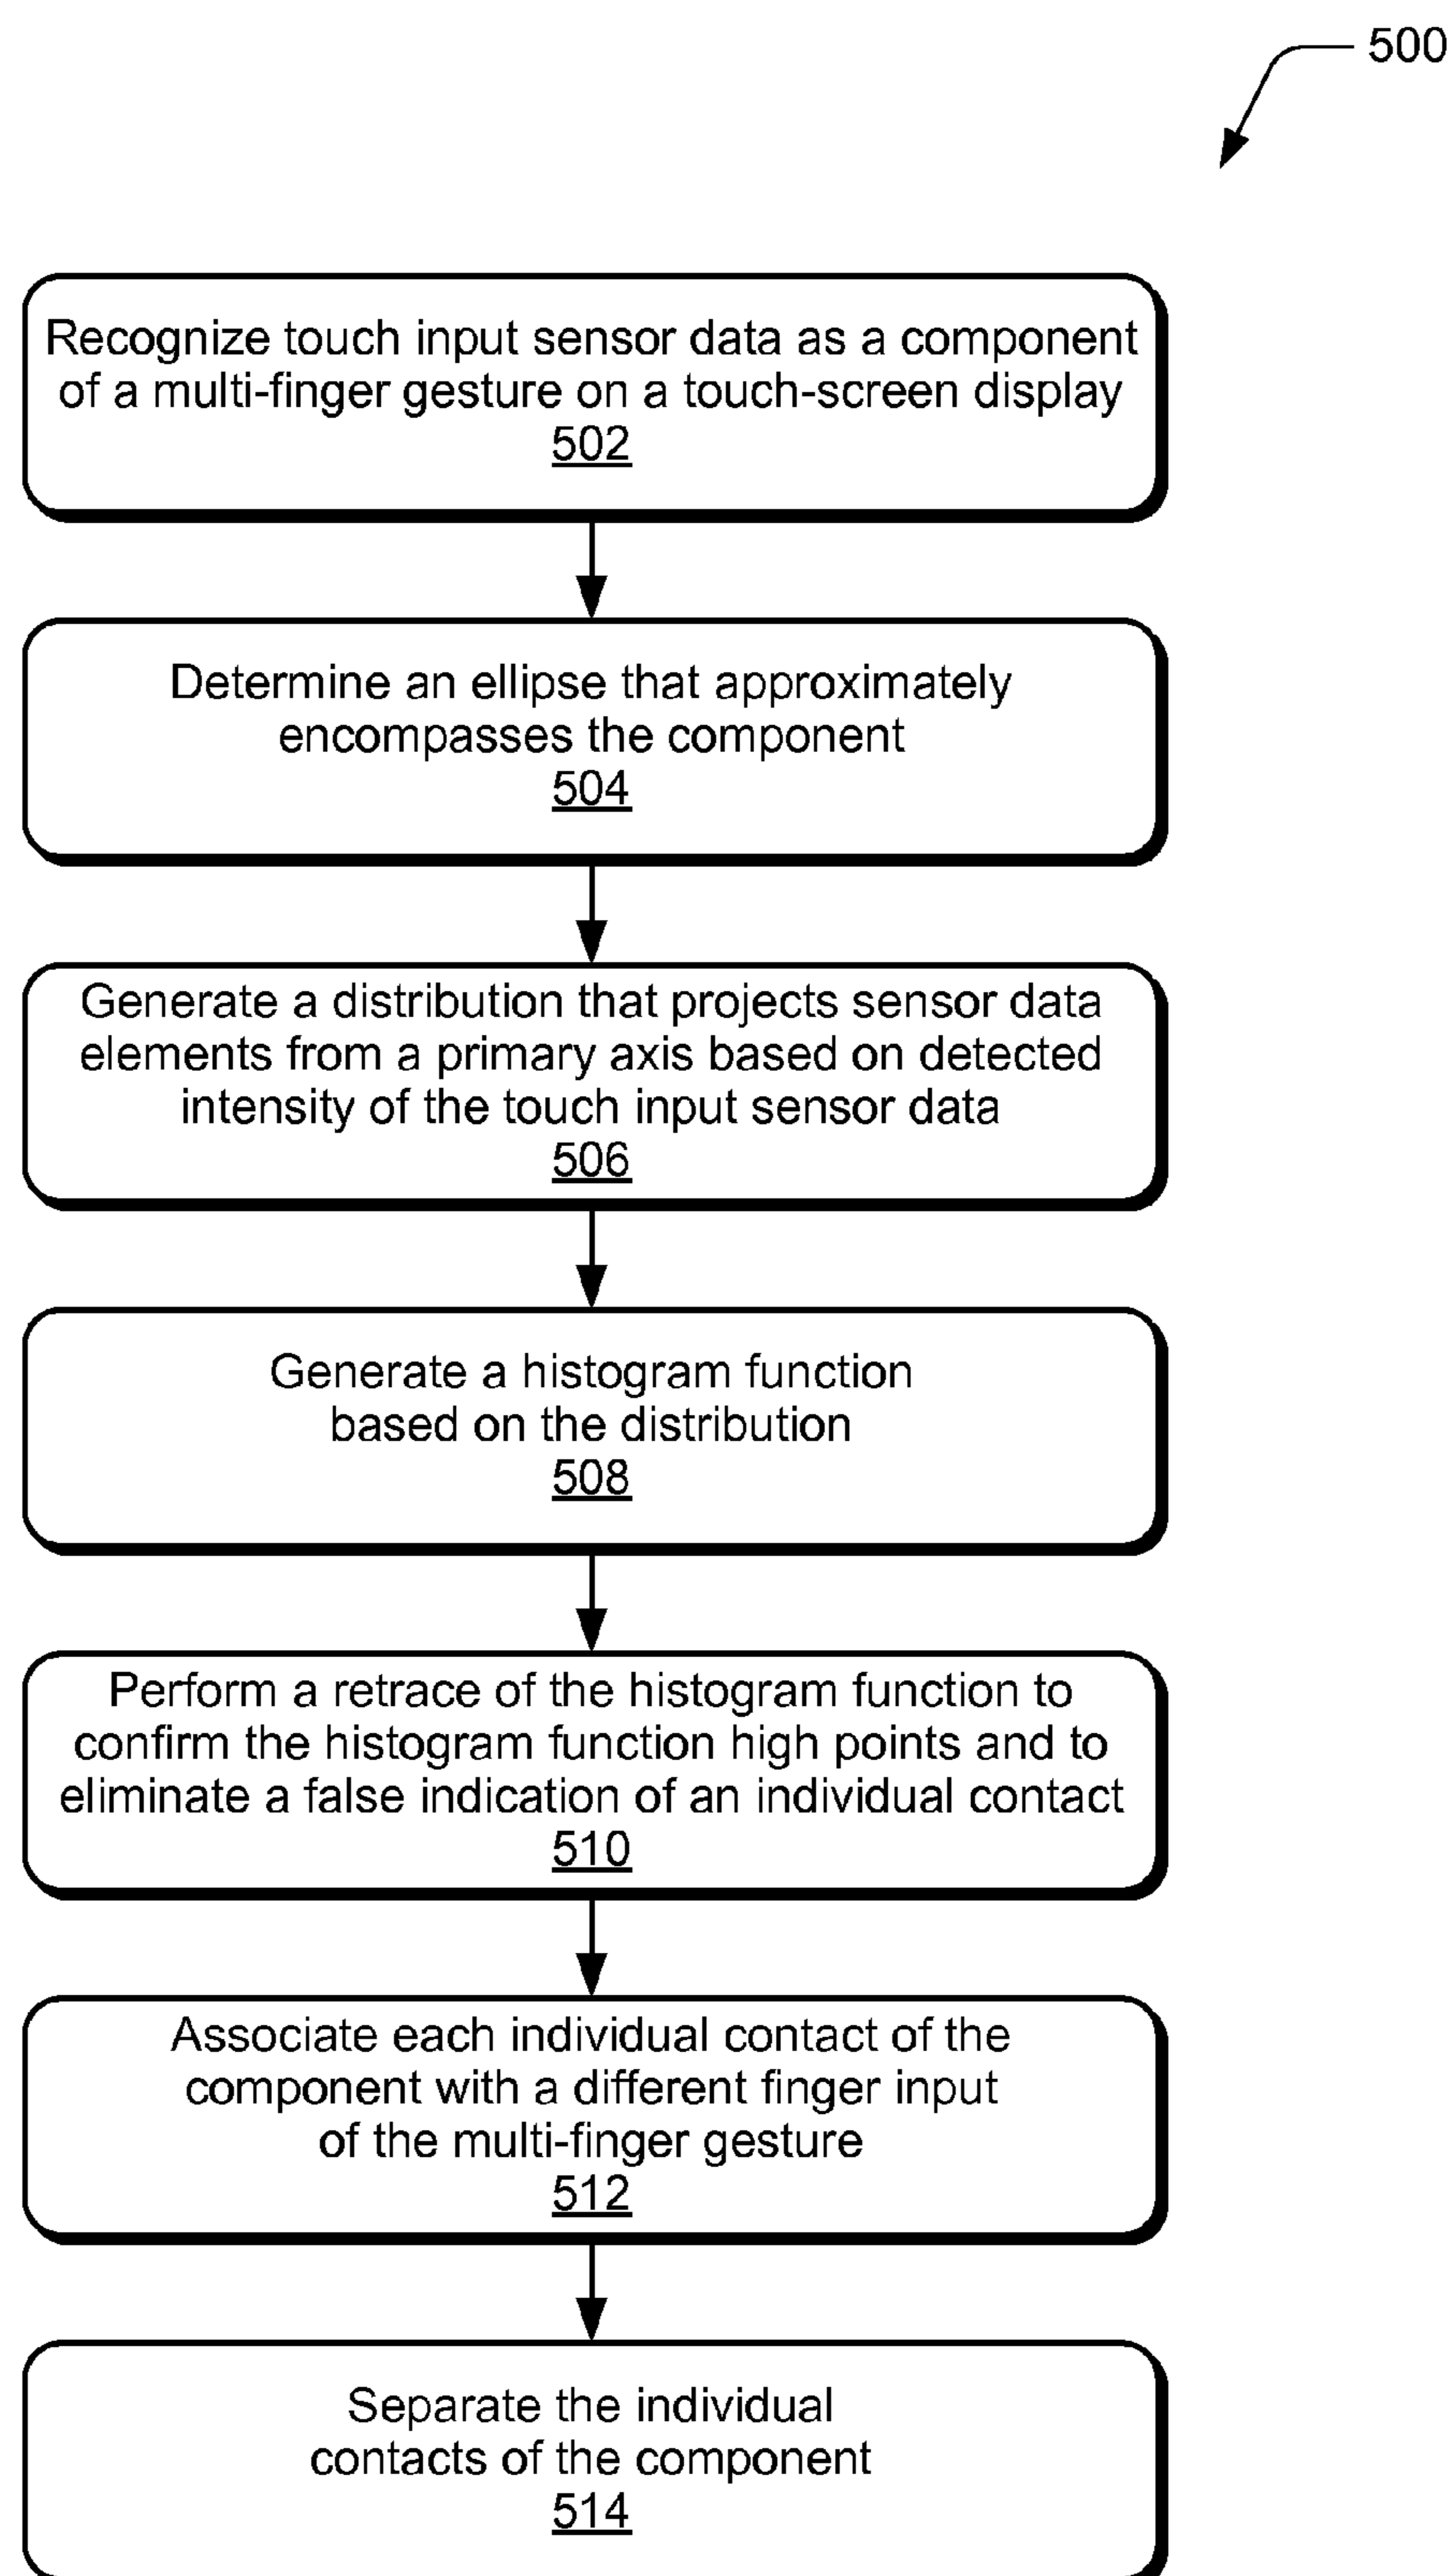 500
Recognize touch input sensor data as a component
of a multi-finger gesture on a touch-screen display
502
Determine an ellipse that approximately
encompasses the component
504
Generate a distribution that projects sensor data
elements from a primary axis based on detected
intensity of the touch input sensor data
506
Generate a histogram function
based on the distribution
508
Perform a retrace of the histogram function to
confirm the histogram function high points and to
eliminate a false indication of an individual contact
510
Associate each individual contact of the
component with a different finger input
of the multi-finger gesture
512
Separate the individual
contacts of the component
514